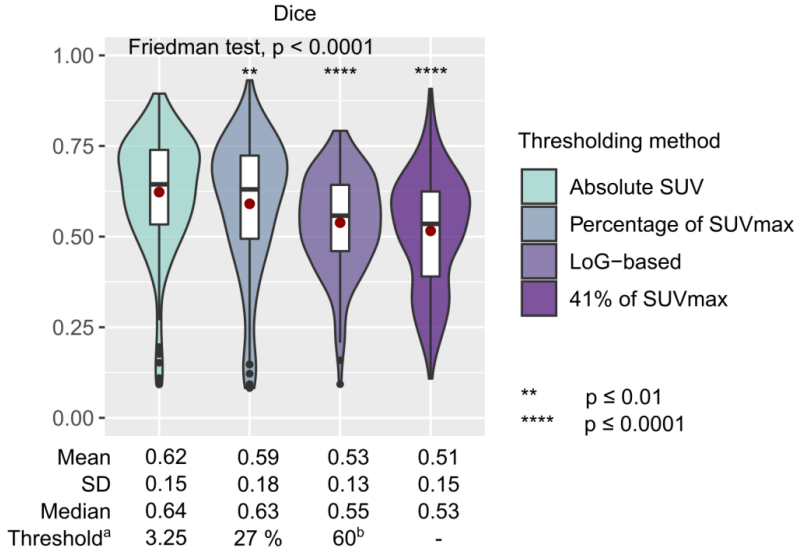 Dice
Friedman test, p < 0.0001
** **** ****
1.00
0.75
0.50
0.25
0.00
Thresholding method
Absolute SUV
Percentage of SUVmax
LoG−based
41% of SUVmax
** p ≤ 0.01
**** p ≤ 0.0001
Mean 0.62 0.59 0.53 0.51
SD 0.15 0.18 0.13 0.15
Median 0.64 0.63 0.55 0.53
Thresholdᵃ 3.25 27 % 60ᵇ -